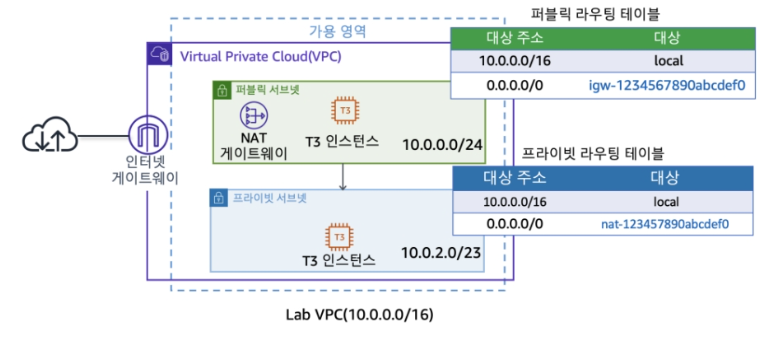 퍼블릭 라우팅 테이블
가용 영역
대상 주소 대상
Virtual Private Cloud(VPC)
10.0.0.0/16 local
0.0.0.0/0 igw-1234567890abcdef0
퍼블릭 서브넷
T3
NAT
게이트웨이
T3 인스턴스
10.0.0.0/24
인터넷
게이트웨이
프라이빗 라우팅 테이블
대상 주소 대상
10.0.0.0/16 local
0.0.0.0/0 nat-123457890abcdef0
프라이빗 서브넷
T3
T3 인스턴스
10.0.2.0/23
Lab VPC(10.0.0.0/16)